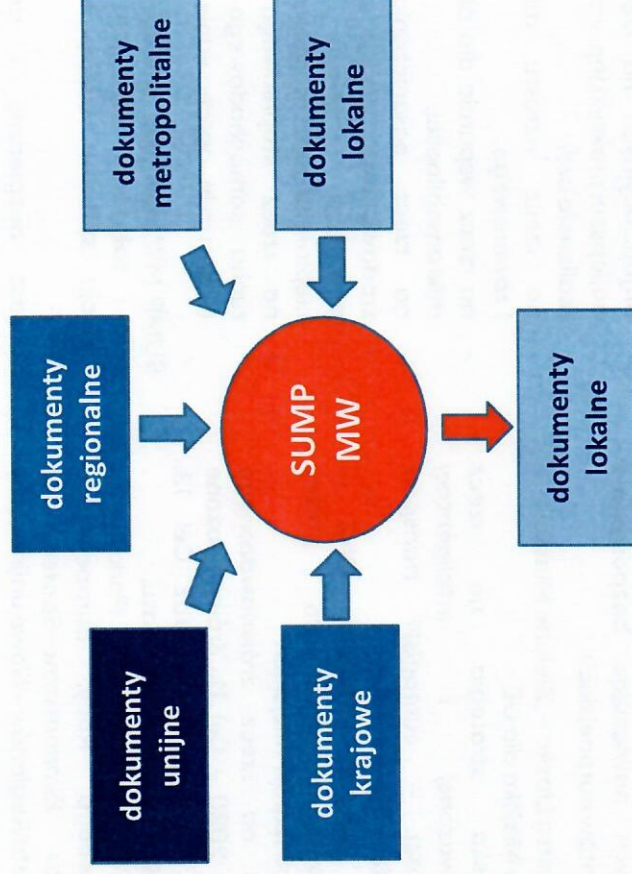 dokumenty
unijne
dokumenty
regionalne
dokumenty
metropolitalne
dokumenty
krajowe
SUMP
MW
dokumenty
lokalne
dokumenty
lokalne